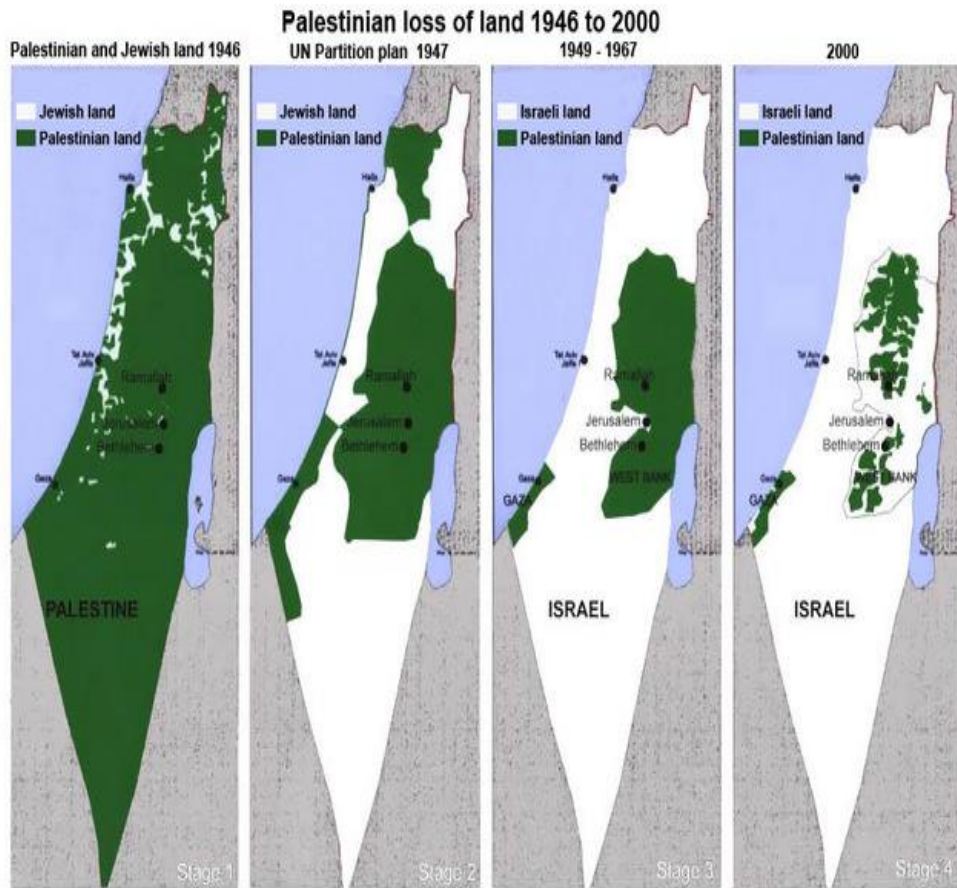 Palestinian loss of land 1946 to 2000
Palestinian and Jewish land 1946
Jewish land
Palestinian land
Haifa
Tel Aviv
Jaffa
Ramallah
Jerusalem
Bethlehem
Gaza
PALESTINE
Stage 1
UN Partition plan 1947
Jewish land
Palestinian land
Haifa
Tel Aviv
Jaffa
Ramallah
Jerusalem
Bethlehem
Gaza
Stage 2
1949 - 1967
Israeli land
Palestinian land
Haifa
Tel Aviv
Jaffa
Ramallah
Jerusalem
Bethlehem
Gaza
WEST BANK
GAZA
ISRAEL
Stage 3
2000
Israeli land
Palestinian land
Haifa
Tel Aviv
Jaffa
Ramallah
Jerusalem
Bethlehem
Gaza
WEST BANK
GAZA
ISRAEL
Stage 4